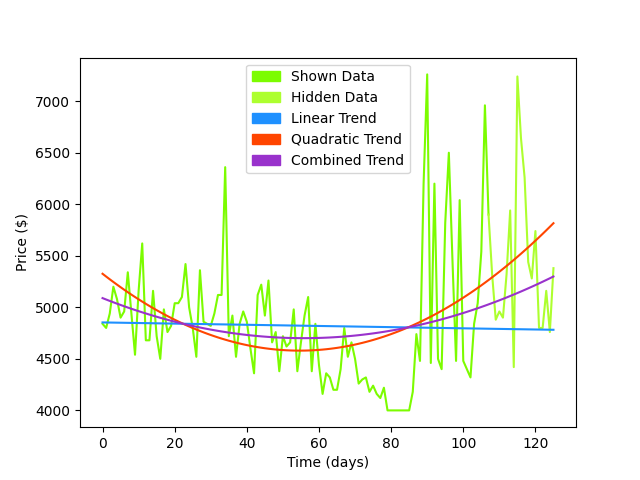 Shown Data
Hidden Data
Linear Trend
Quadratic Trend
Combined Trend
Price ($)
7000
6500
6000
5500
5000
4500
4000
0 20 40 60 80 100 120
Time (days)